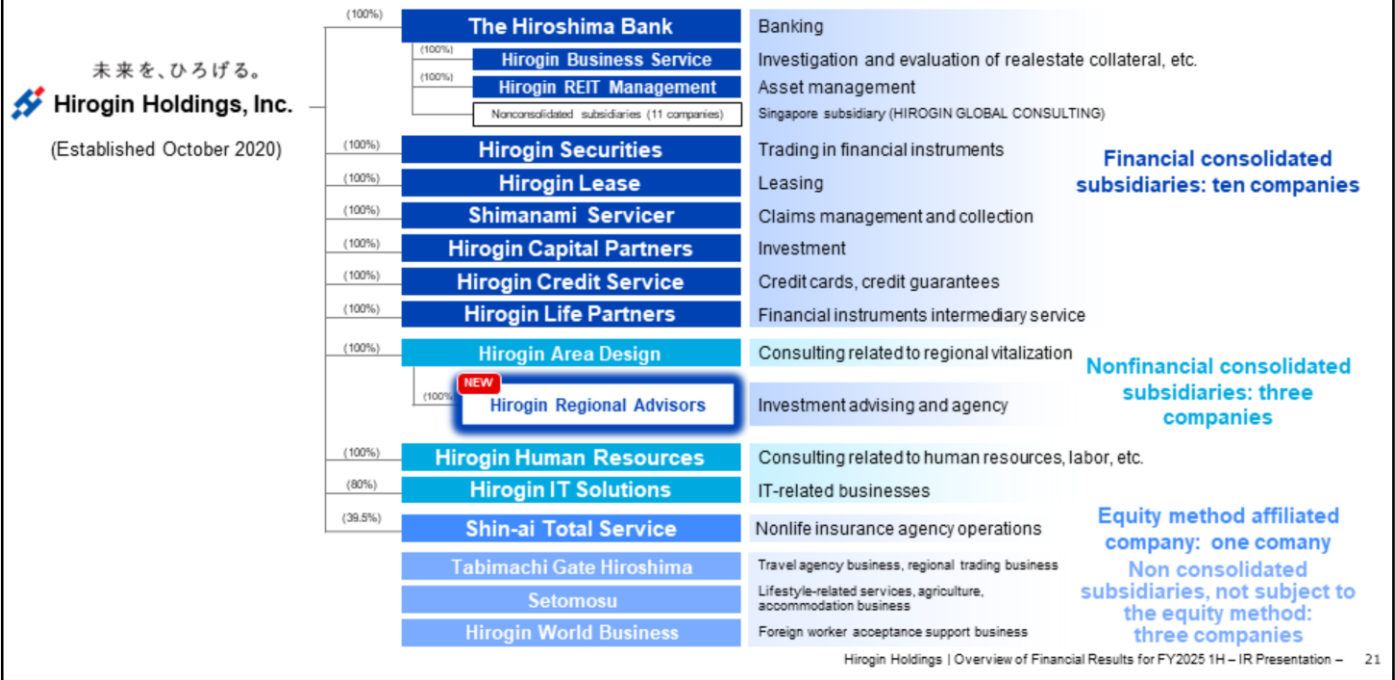 (100%)
The Hiroshima Bank
Banking
(100%)
Hirogin Business Service
Investigation and evaluation of realestate collateral, etc.
(100%)
Hirogin REIT Management
Asset management
Nonconsolidated subsidiaries (11 companies)
Singapore subsidiary (HIROGIN GLOBAL CONSULTING)
未来を、ひろげる。
Hirogin Holdings, Inc.
(Established October 2020)
(100%)
Hirogin Securities
Trading in financial instruments
(100%)
Hirogin Lease
Leasing
(100%)
Shimanami Servicer
Claims management and collection
(100%)
Hirogin Capital Partners
Investment
(100%)
Hirogin Credit Service
Credit cards, credit guarantees
(100%)
Hirogin Life Partners
Financial instruments intermediary service
Financial consolidated
subsidiaries: ten companies
(100%)
Hirogin Area Design
Consulting related to regional vitalization
NEW
(100%
Hirogin Regional Advisors
Investment advising and agency
(100%)
Hirogin Human Resources
Consulting related to human resources, labor, etc.
(80%)
Hirogin IT Solutions
IT-related businesses
Nonfinancial consolidated
subsidiaries: three
companies
(39.5%)
Shin-ai Total Service
Nonlife insurance agency operations
Equity method affiliated
company: one comany
Tabimachi Gate Hiroshima
Travel agency business, regional trading business
Setomosu
Lifestyle-related services, agriculture,
accommodation business
Hirogin World Business
Foreign worker acceptance support business
Non consolidated
subsidiaries, not subject to
the equity method:
three companies
Hirogin Holdings | Overview of Financial Results for FY2025 1H – IR Presentation – 21